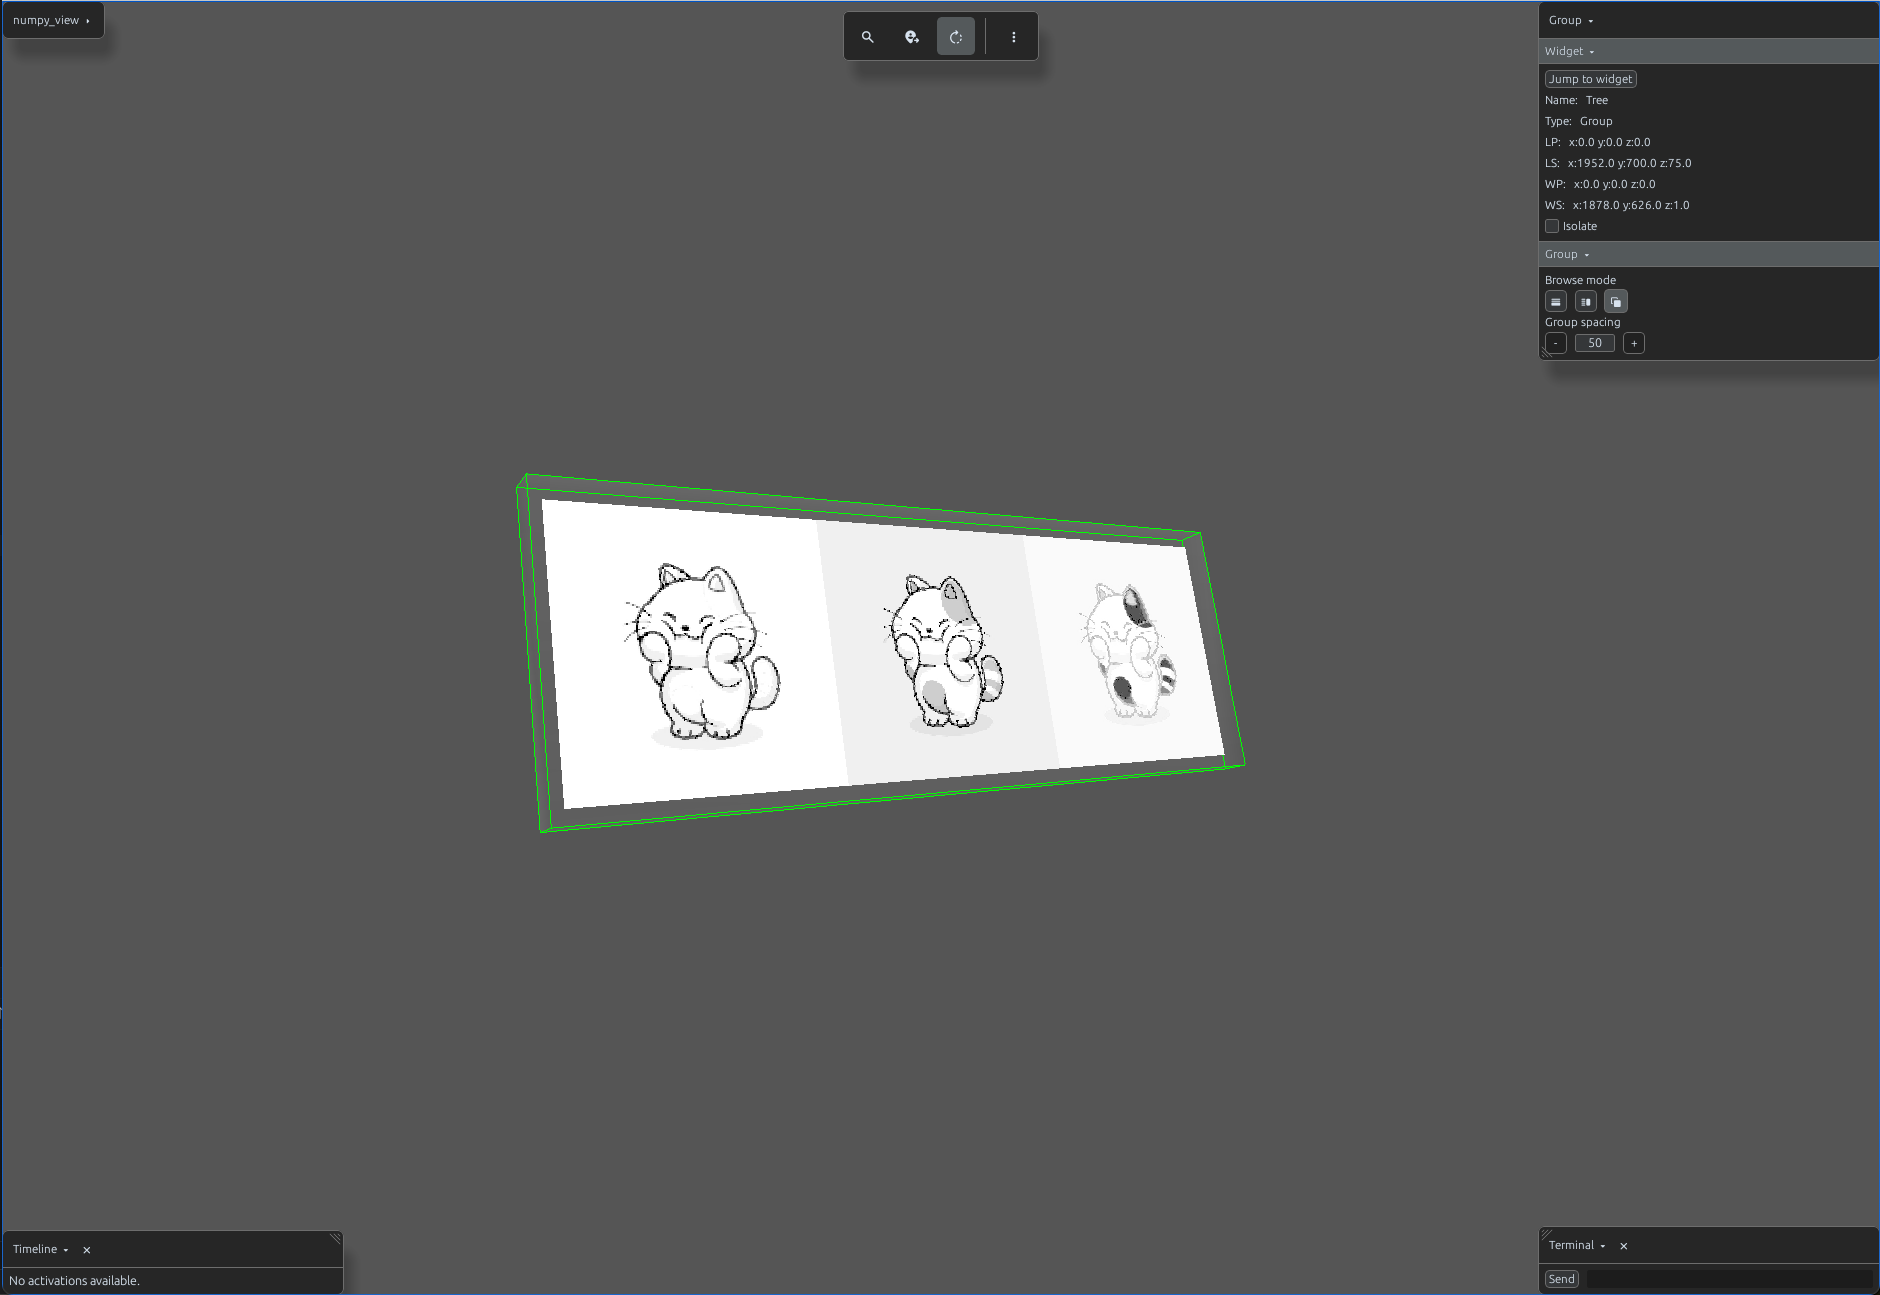 numpy_view
Group
Widget
Jump to widget
Name: Tree
Type: Group
LP: x:0.0 y:0.0 z:0.0
LS: x:1952.0 y:700.0 z:75.0
WP: x:0.0 y:0.0 z:0.0
WS: x:1878.0 y:626.0 z:1.0
Isolate
Group
Browse mode
Group spacing
- 50 +
Timeline ×
No activations available.
Terminal ×
Send